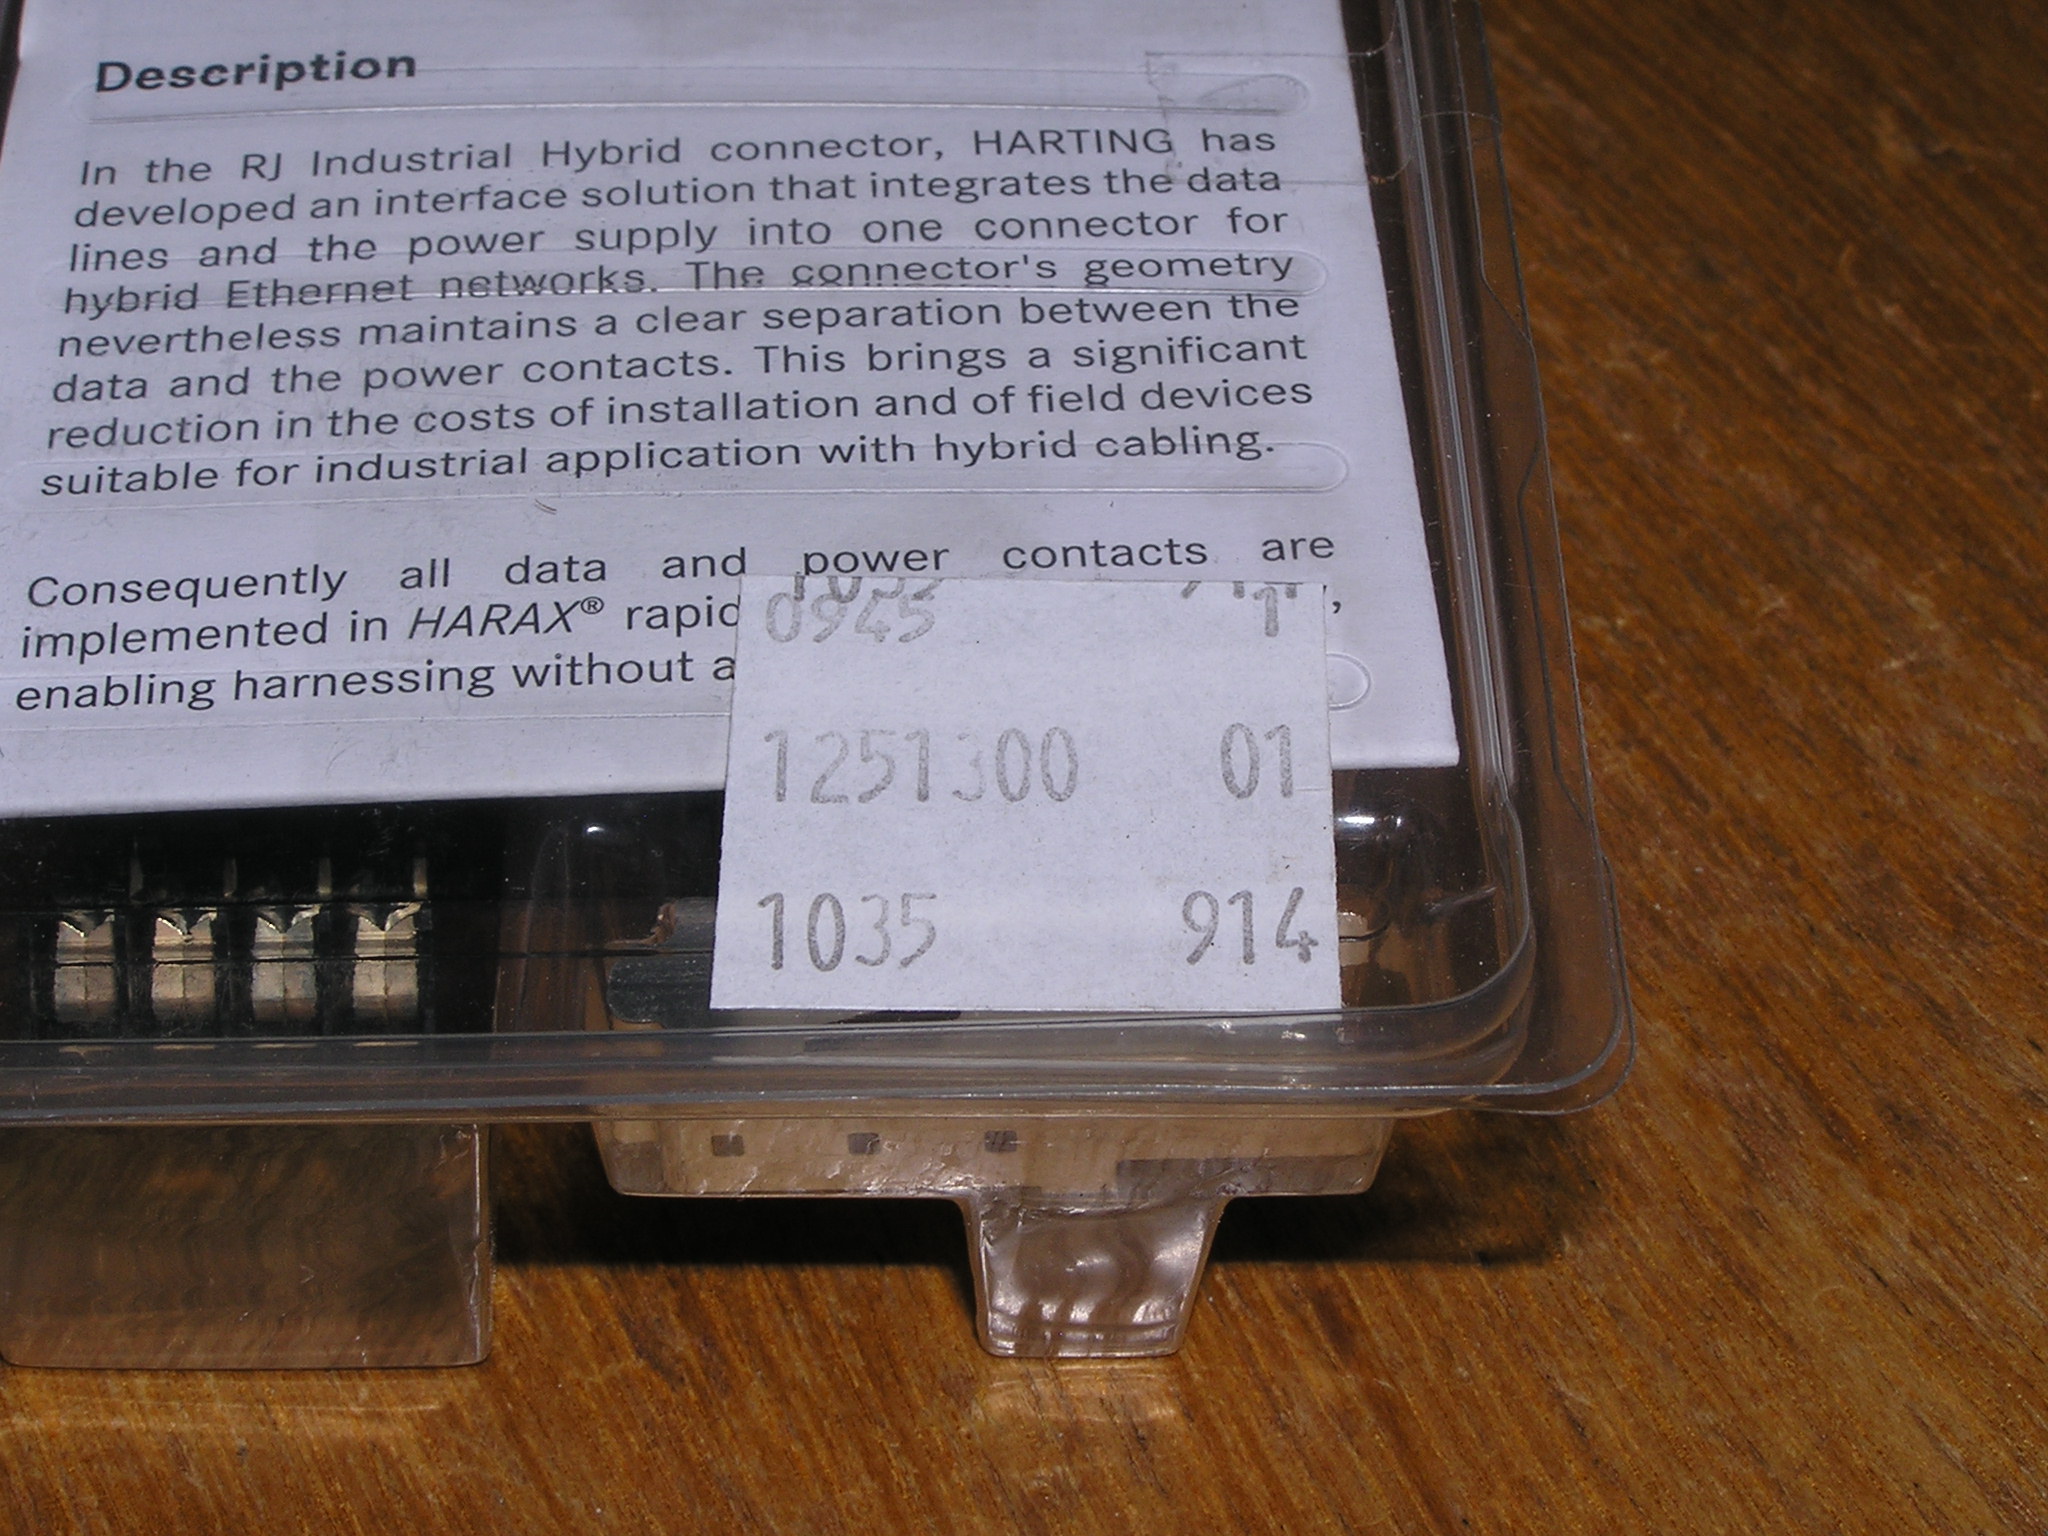 Description
In the RJ Industrial Hybrid connector, HARTING has
developed an interface solution that integrates the data
lines and the power supply into one connector for
hybrid Ethernet networks. The connector's geometry
nevertheless maintains a clear separation between the
data and the power contacts. This brings a significant
reduction in the costs of installation and of field devices
suitable for industrial application with hybrid cabling.
Consequently all data and power contacts are
implemented in HARAX® rapid ,
enabling harnessing without a
0945 1
1251300 01
1035 914